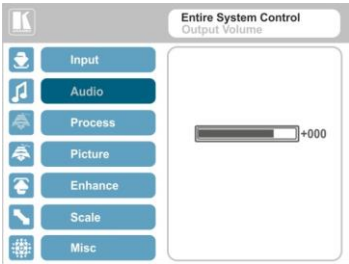 K
Entire System Control
Output Volume
Input
Audio
Process
Picture
Enhance
Scale
Misc
+000